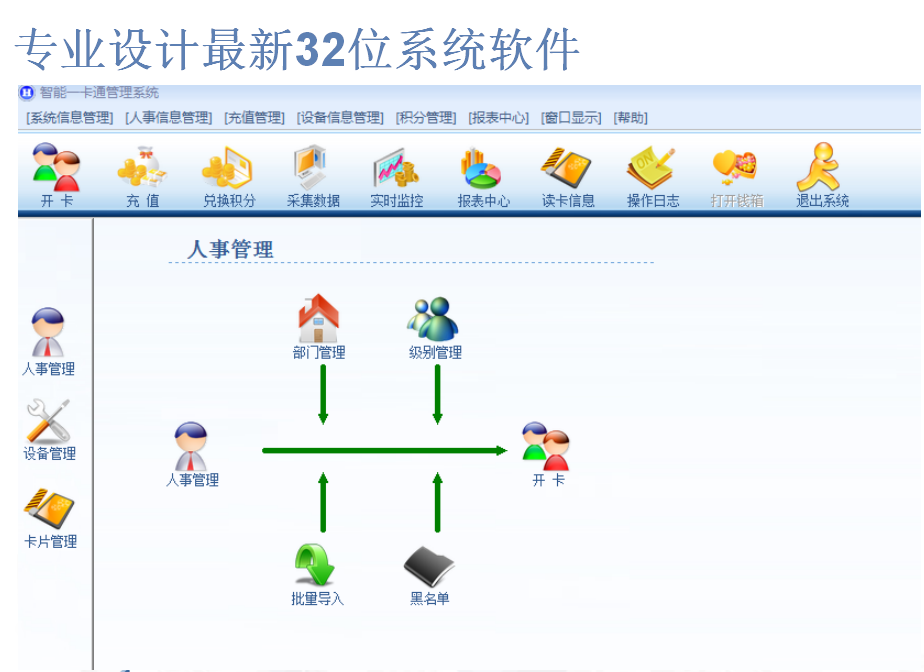 专业设计最新32位系统软件
智能一卡通管理系统
[系统信息管理] [人事信息管理] [充值管理] [设备信息管理] [积分管理] [报表中心] [窗口显示] [帮助]
开 卡 充 值 兑换积分 采集数据 实时监控 报表中心 读卡信息 操作日志 打开钱箱 退出系统
人事管理
部门管理 级别管理
人事管理
设备管理
人事管理 开 卡
卡片管理
批量导入 黑名单